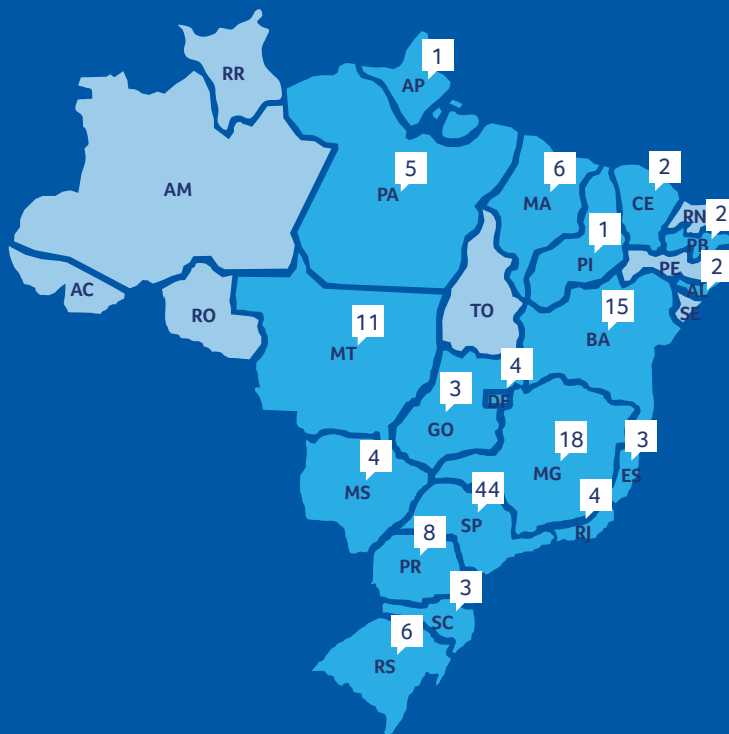 1
RR
AP
5
6
2
AM
PA
MA
CE
2
RN
1
PB
PI
PE
2
AC
AL
15
TO
SE
RO
11
BA
MT
4
3
DF
GO
18
3
4
MG
ES
MS
44
4
SP
RJ
8
PR
3
SC
6
RS